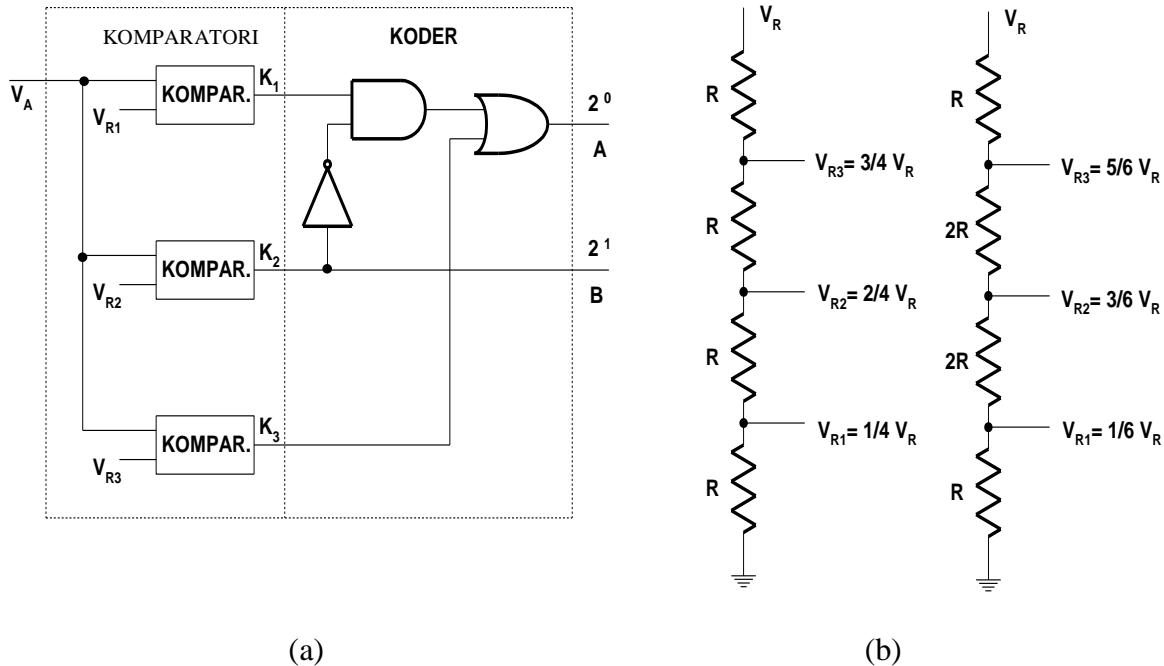 KOMPARATORI
KODER
V_A
KOMPAR.
K_1
V_R1
2^0
A
KOMPAR.
K_2
V_R2
2^1
B
KOMPAR.
K_3
V_R3
V_R
R
V_R3= 3/4 V_R
R
V_R2= 2/4 V_R
R
V_R1= 1/4 V_R
R
V_R
R
V_R3= 5/6 V_R
2R
V_R2= 3/6 V_R
2R
V_R1= 1/6 V_R
R
(a)
(b)